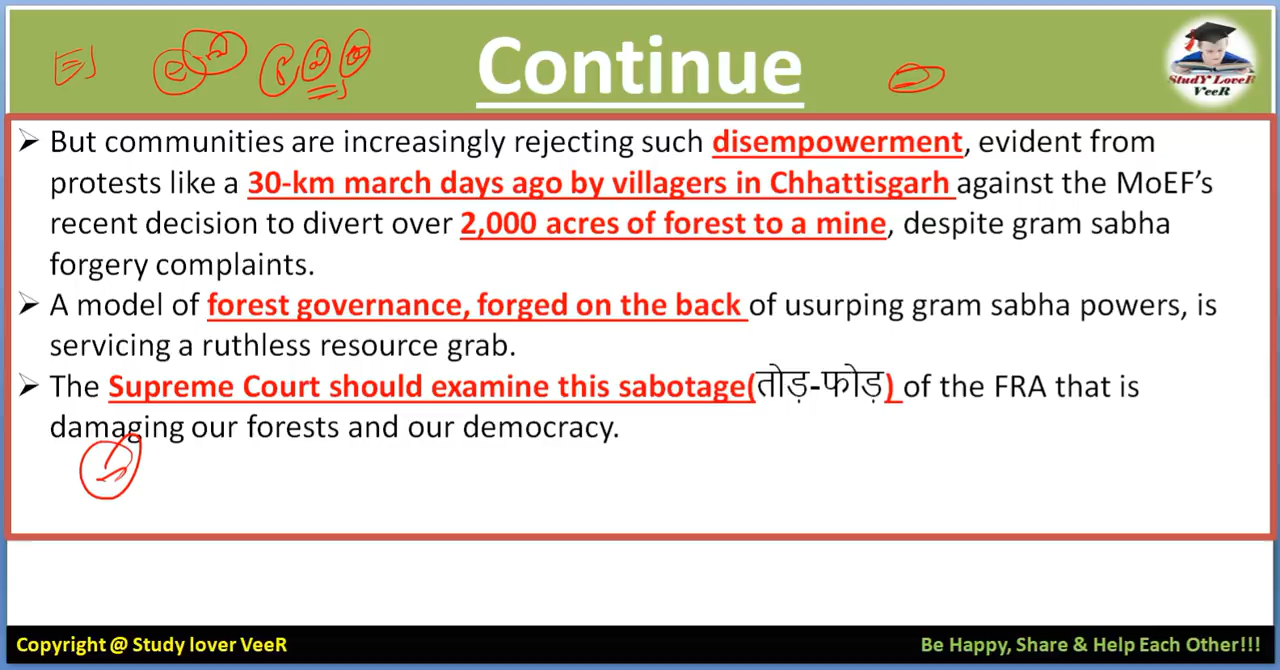 Continue
StudY LoveR
VeeR
➢ But communities are increasingly rejecting such disempowerment, evident from
protests like a 30-km march days ago by villagers in Chhattisgarh against the MoEF’s
recent decision to divert over 2,000 acres of forest to a mine, despite gram sabha
forgery complaints.
➢ A model of forest governance, forged on the back of usurping gram sabha powers, is
servicing a ruthless resource grab.
➢ The Supreme Court should examine this sabotage(तोड़-फोड़) of the FRA that is
damaging our forests and our democracy.
Copyright @ Study lover VeeR
Be Happy, Share & Help Each Other!!!